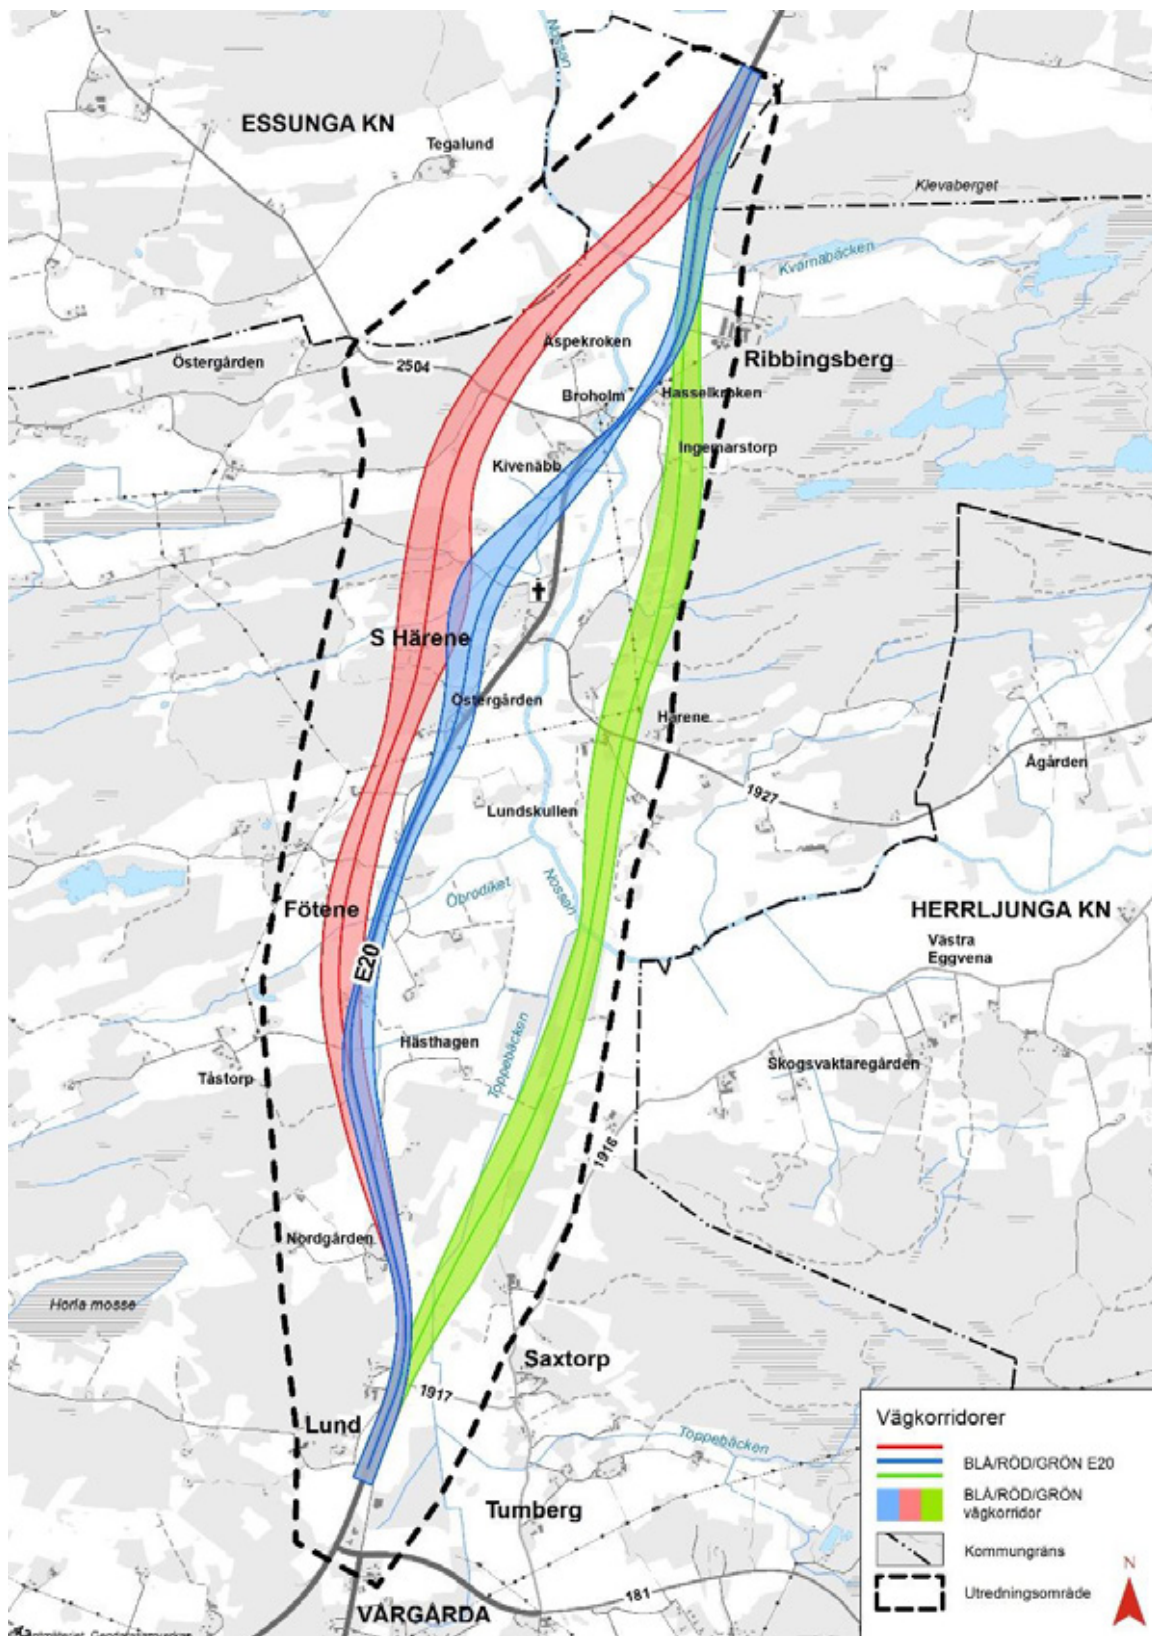 Nossan
ESSUNGA KN
Tegalund
Klevaberget
Kvarnabäcken
Östergården
2504
Äspekroken
Ribbingsberg
Broholm
Hasselkroken
Ingemarstorp
Kivenäbb
S Härene
Östergården
Härene
Ågården
1927
Lundskullen
Öbrodiket
Nossan
Fötene
HERRLJUNGA KN
Västra
Eggvena
E20
Hästhagen
Toppebäcken
Skogsvaktaregården
Tåstorp
1916
Nordgården
Horla mosse
Saxtorp
1917
Lund
Toppebäcken
Tumberg
181
VÅRGÅRDA
Vägkorridorer
BLÅ/RÖD/GRÖN E20
BLÅ/RÖD/GRÖN
vägkorridor
Kommungräns
Utredningsområde
N